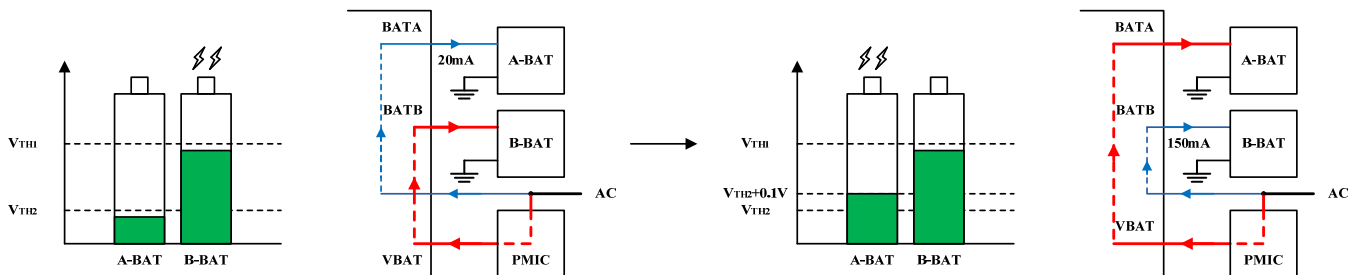 VTH1
VTH2
A-BAT
B-BAT
BATA
20mA
A-BAT
BATB
B-BAT
AC
VBAT
PMIC
VTH1
VTH2+0.1V
VTH2
A-BAT
B-BAT
BATA
A-BAT
BATB
150mA
B-BAT
AC
VBAT
PMIC